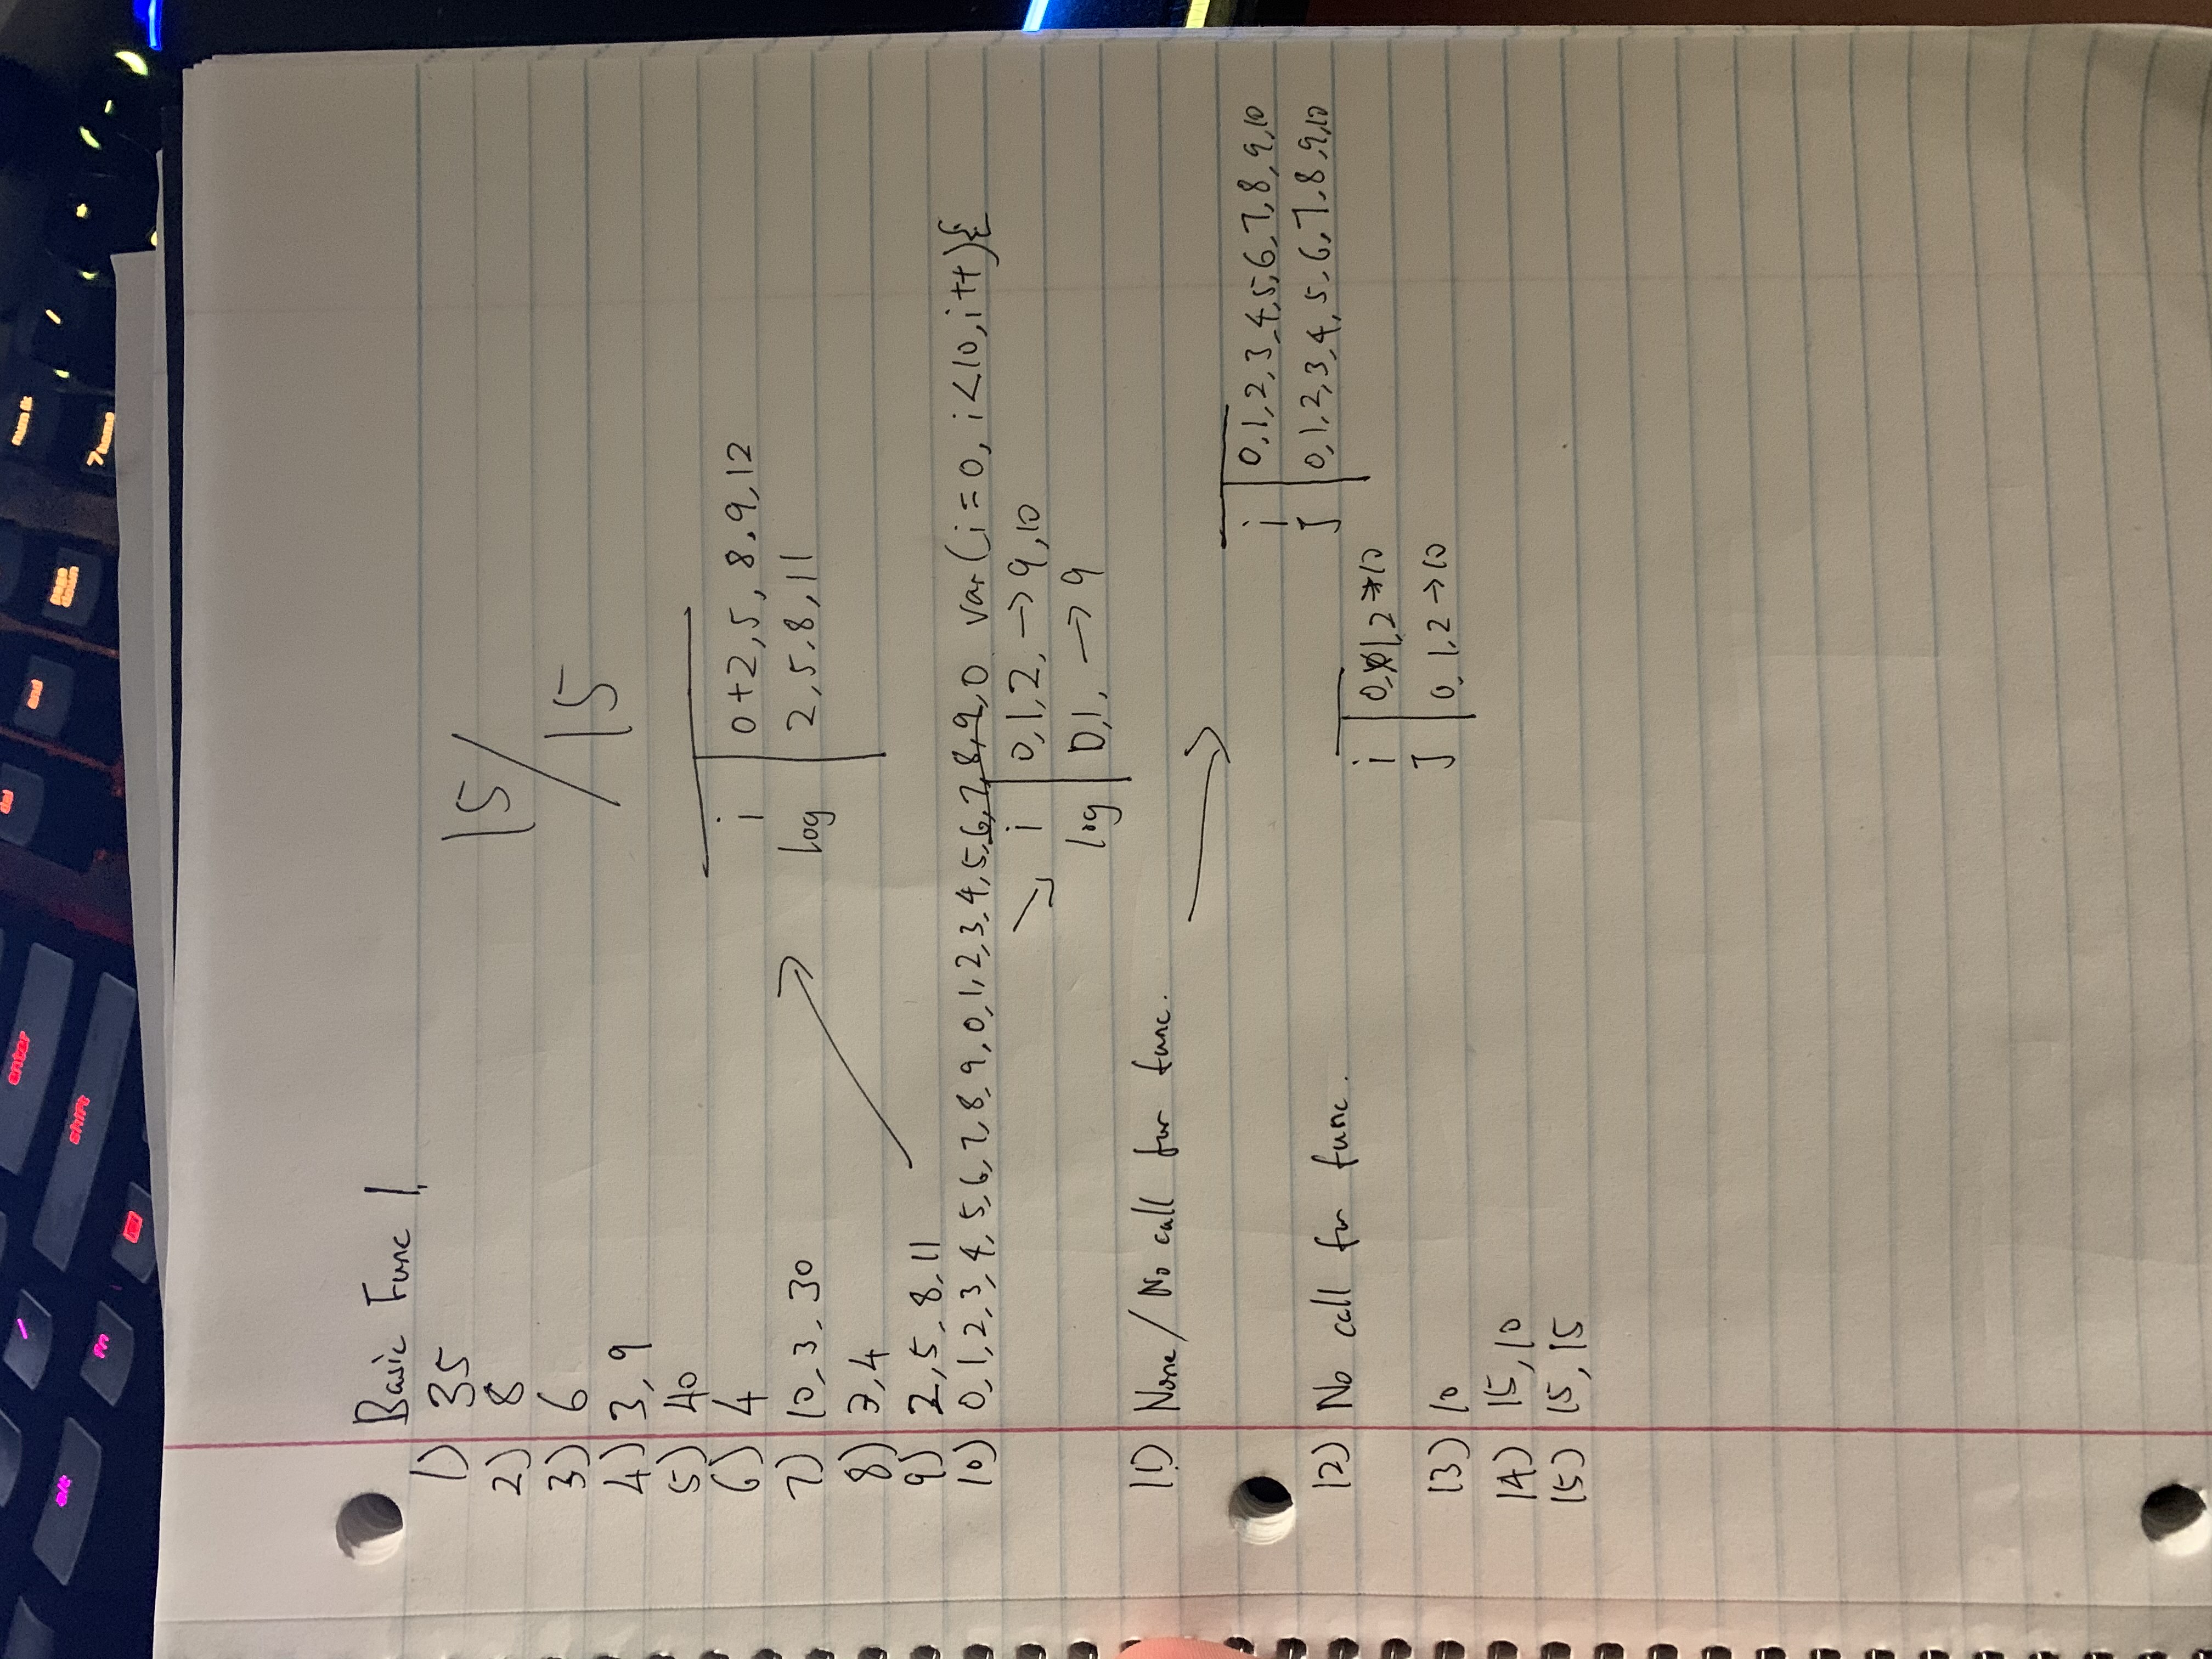 enter
del
end
num lk
/
alt
/
shift
page down
fn
7 home
Basic Func 1.
1) 35
2) 8
15/15
3) 6
4) 3, 9
5) 40
6) 4
i | 0+2, 5, 8, 9, 12
7) 10, 3, 30
log | 2, 5, 8, 11
8) 3, 4
9) 2, 5, 8, 11
10) 0, 1, 2, 3, 4, 5, 6, 7, 8, 9, 0, 1, 2, 3, 4, 5, 6, 7, 8, 9, 0 var(i=0, i<10, i++){
i | 0, 1, 2, → 9, 10
log | 0, 1, → 9
11) None / No call for func.
i | 0, 1, 2, 3, 4, 5, 6, 7, 8, 9, 10
J | 0, 1, 2, 3, 4, 5, 6, 7, 8, 9, 10
12) No call for func.
i | 0, 1, 2 → 10
J | 0, 1, 2 → 10
13) 10
14) 15, 10
15) 15, 15